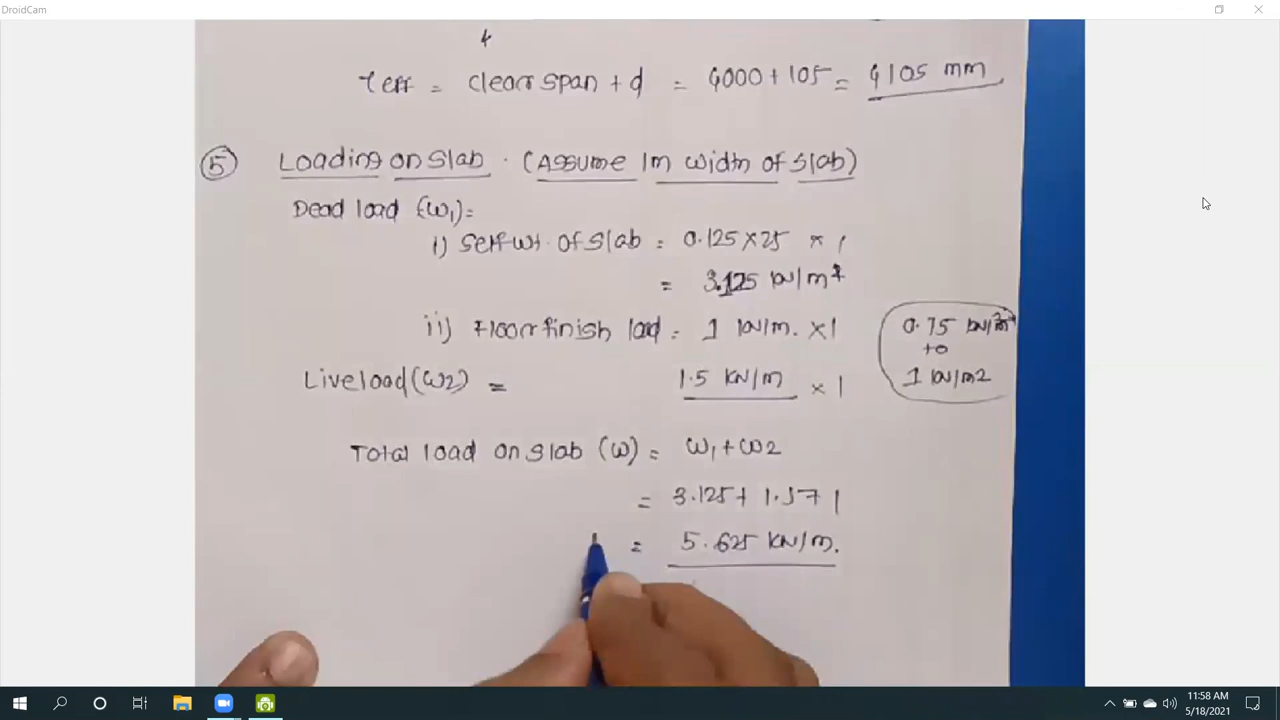 DroidCam
4
leff = clear span + d = 4000 + 105 = 4105 mm
5 Loading on slab . (Assume 1m width of slab)
Dead load (W1) =
i) Self wt. of slab = 0.125 x 25 x 1
= 3.125 kN/m
ii) Floor finish load = 1 kN/m. x 1
0.75 kN/m2
to
1 kN/m2
Live load (W2) = 1.5 KN/m x 1
Total load on slab (W) = W1 + W2
= 3.125 + 1.5 + 1
= 5.625 KN/m.
11:58 AM
5/18/2021